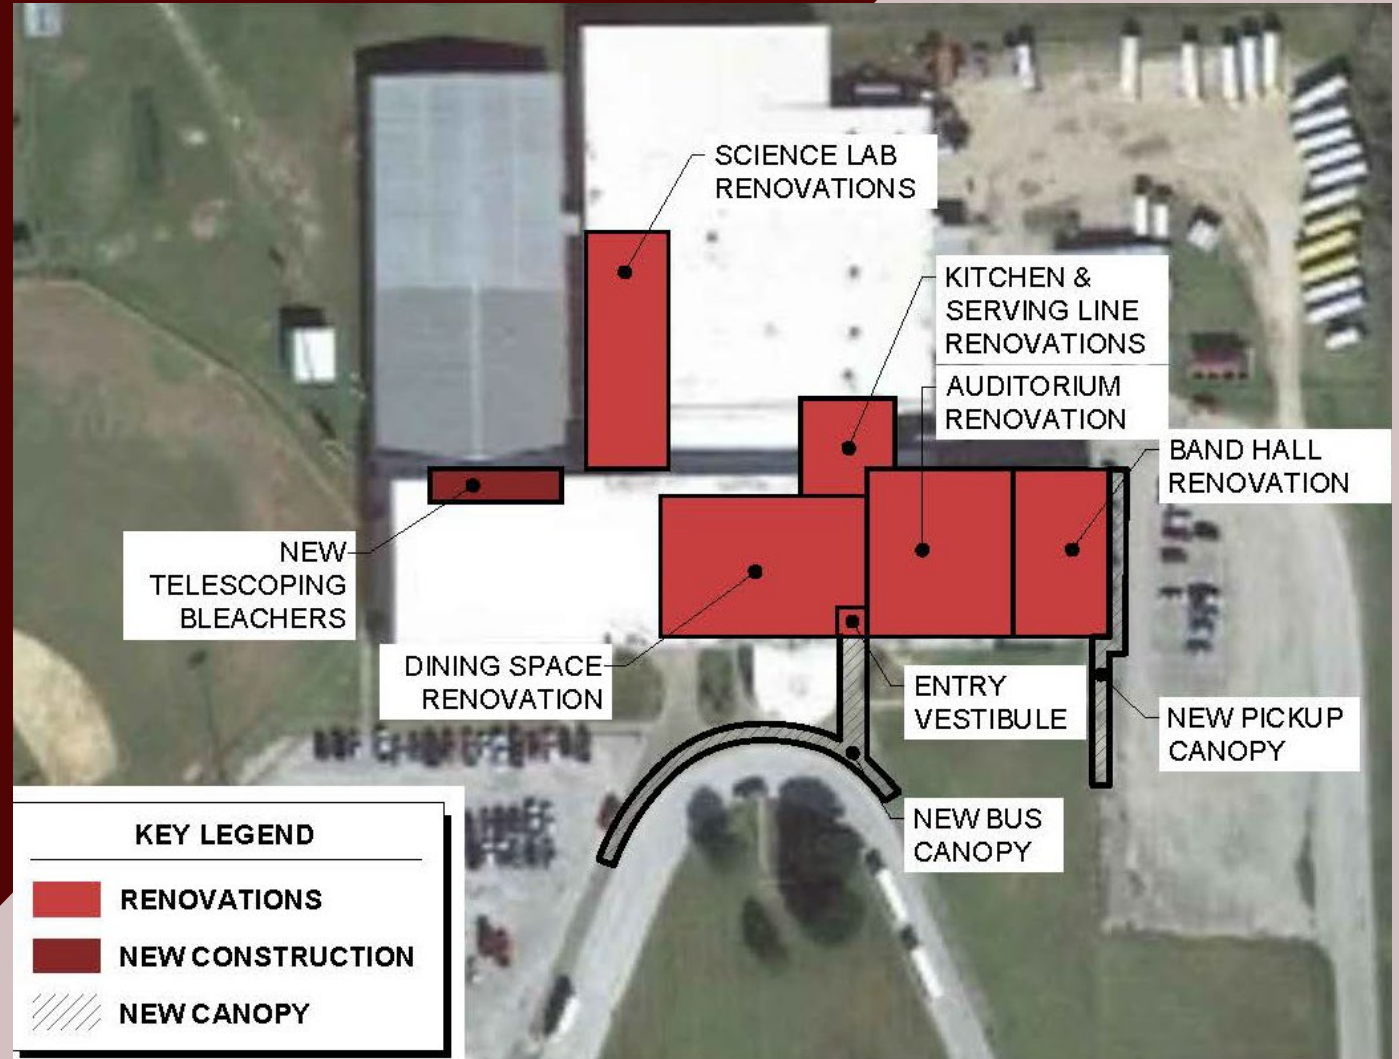 SCIENCE LAB
RENOVATIONS
KITCHEN &
SERVING LINE
RENOVATIONS
AUDITORIUM
RENOVATION
BAND HALL
RENOVATION
NEW
TELESCOPING
BLEACHERS
DINING SPACE
RENOVATION
ENTRY
VESTIBULE
NEW PICKUP
CANOPY
NEW BUS
CANOPY
KEY LEGEND
RENOVATIONS
NEW CONSTRUCTION
NEW CANOPY